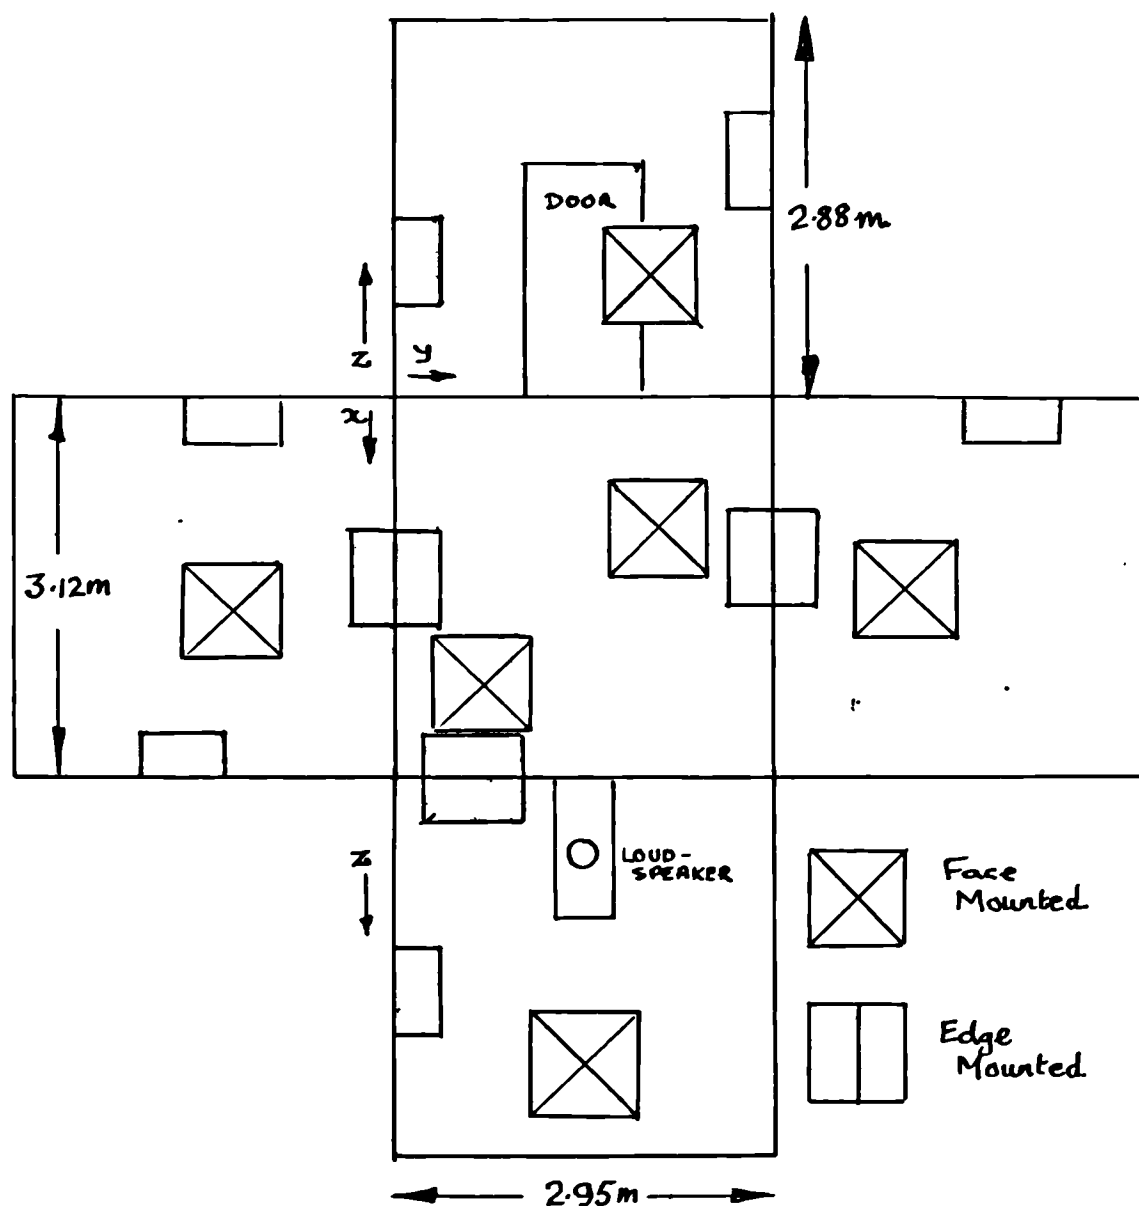 DOOR
2.88m.
z
y
x
3.12m
z
LOUD-
SPEAKER
Face
Mounted.
Edge
Mounted.
2.95m